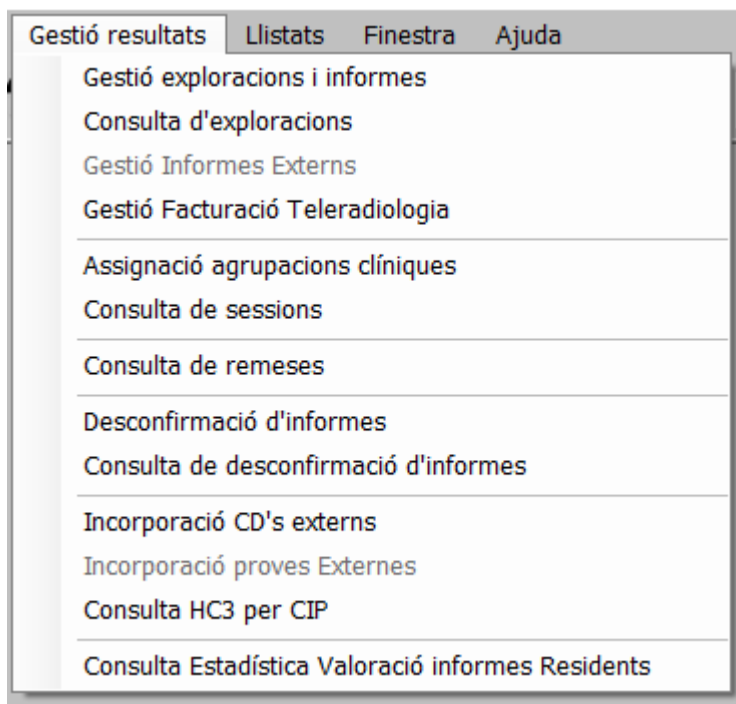 Gestió resultats Llistats Finestra Ajuda
Gestió exploracions i informes
Consulta d'exploracions
Gestió Informes Externs
Gestió Facturació Teleradiologia
Assignació agrupacions clíniques
Consulta de sessions
Consulta de remeses
Desconfirmació d'informes
Consulta de desconfirmació d'informes
Incorporació CD's externs
Incorporació proves Externes
Consulta HC3 per CIP
Consulta Estadística Valoració informes Residents